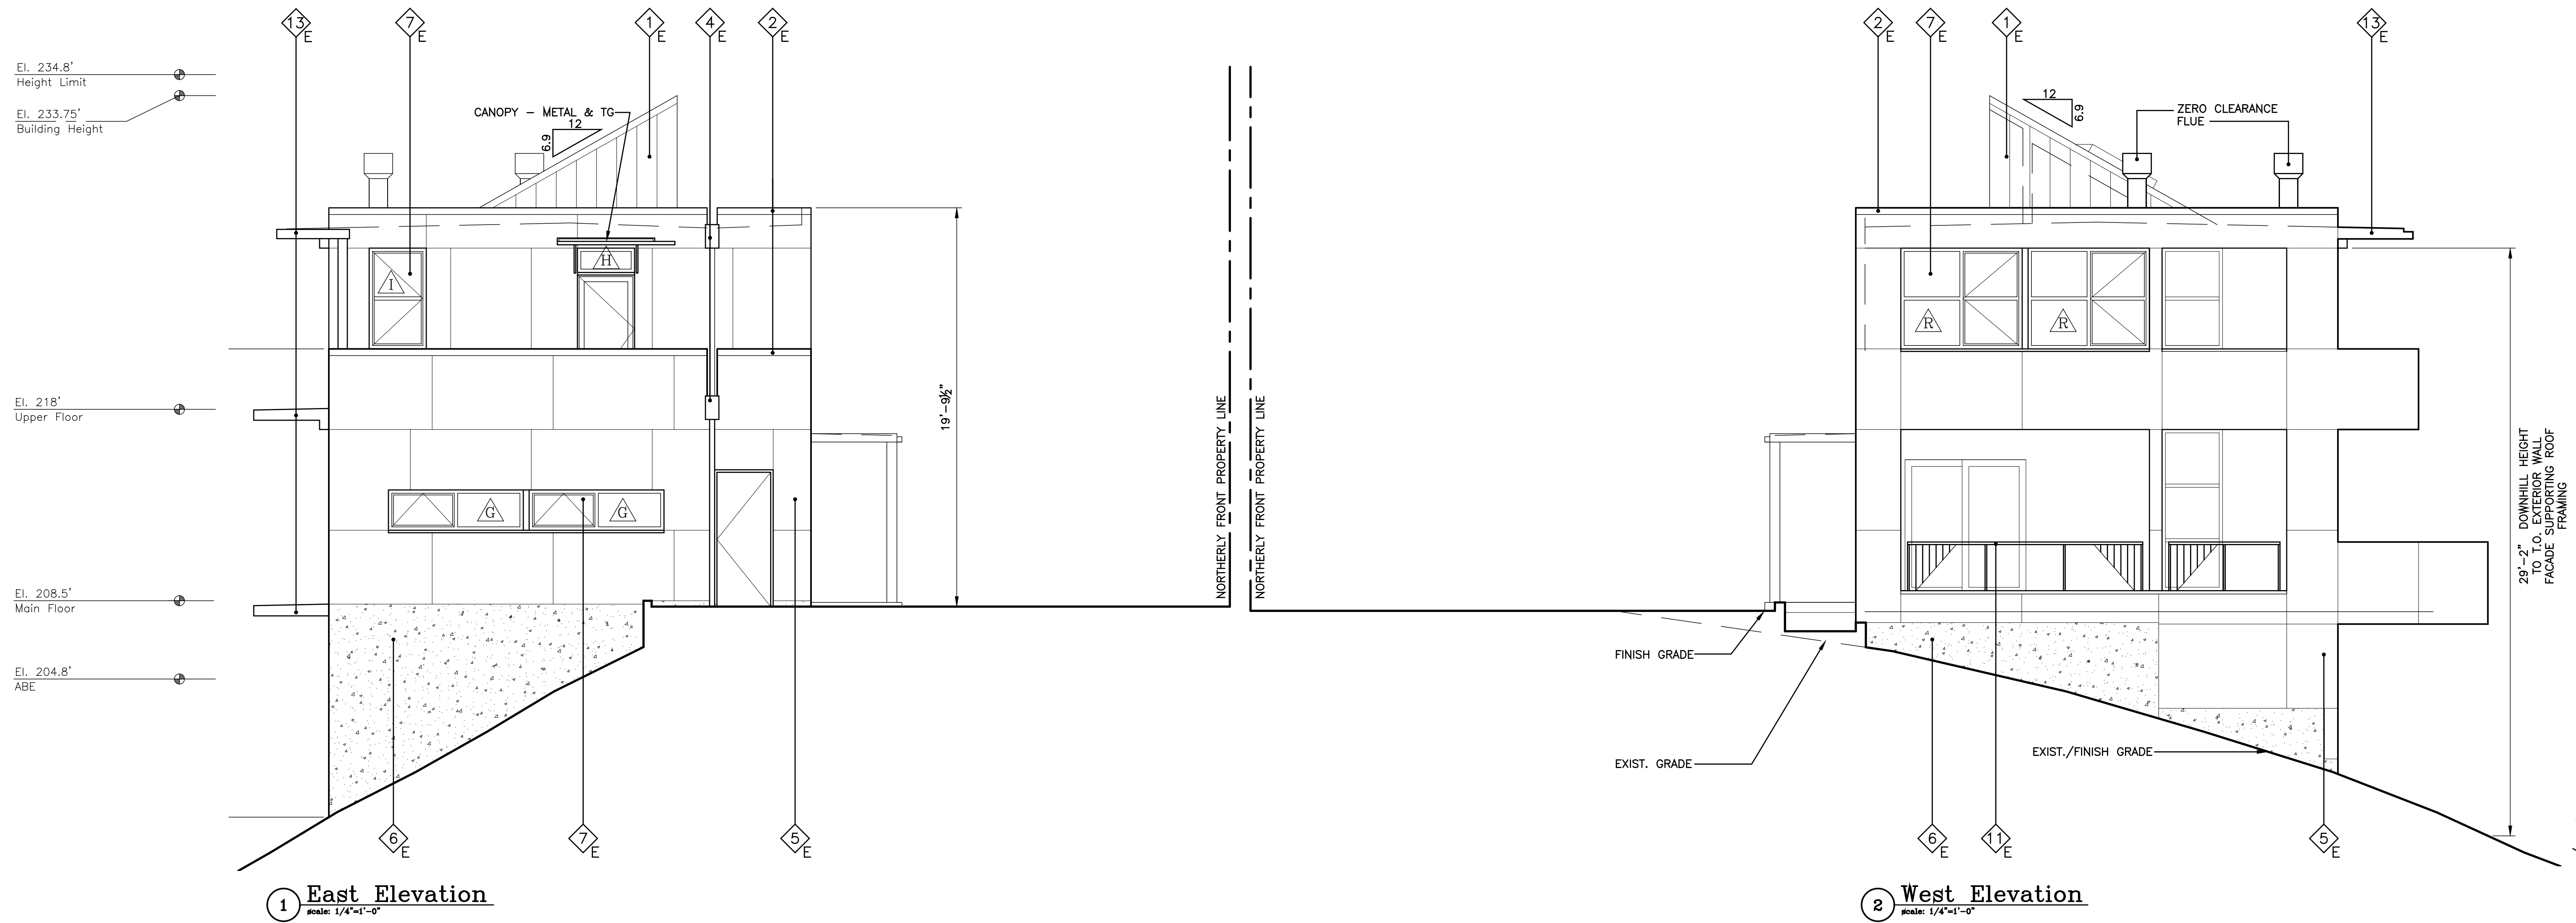 13
E
7
E
1
E
4
E
2
E
El. 234.8'
Height Limit
El. 233.75'
Building Height
CANOPY – METAL & TG
12
6.9
H
I
19'-9½"
El. 218'
Upper Floor
G
G
El. 208.5'
Main Floor
El. 204.8'
ABE
6
E
7
E
5
E
NORTHERLY FRONT PROPERTY LINE
1
East Elevation
scale: 1/4"=1'-0"
NORTHERLY FRONT PROPERTY LINE
2
E
7
E
1
E
13
E
12
6.9
ZERO CLEARANCE
FLUE
R
R
29'-2" DOWNHILL HEIGHT
TO T.O. EXTERIOR WALL
FACADE SUPPORTING ROOF
FRAMING
FINISH GRADE
EXIST. GRADE
EXIST./FINISH GRADE
6
E
11
E
5
E
2
West Elevation
scale: 1/4"=1'-0"